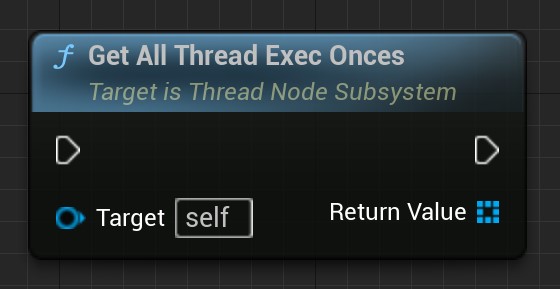 f Get All Thread Exec Onces
Target is Thread Node Subsystem
Target self Return Value